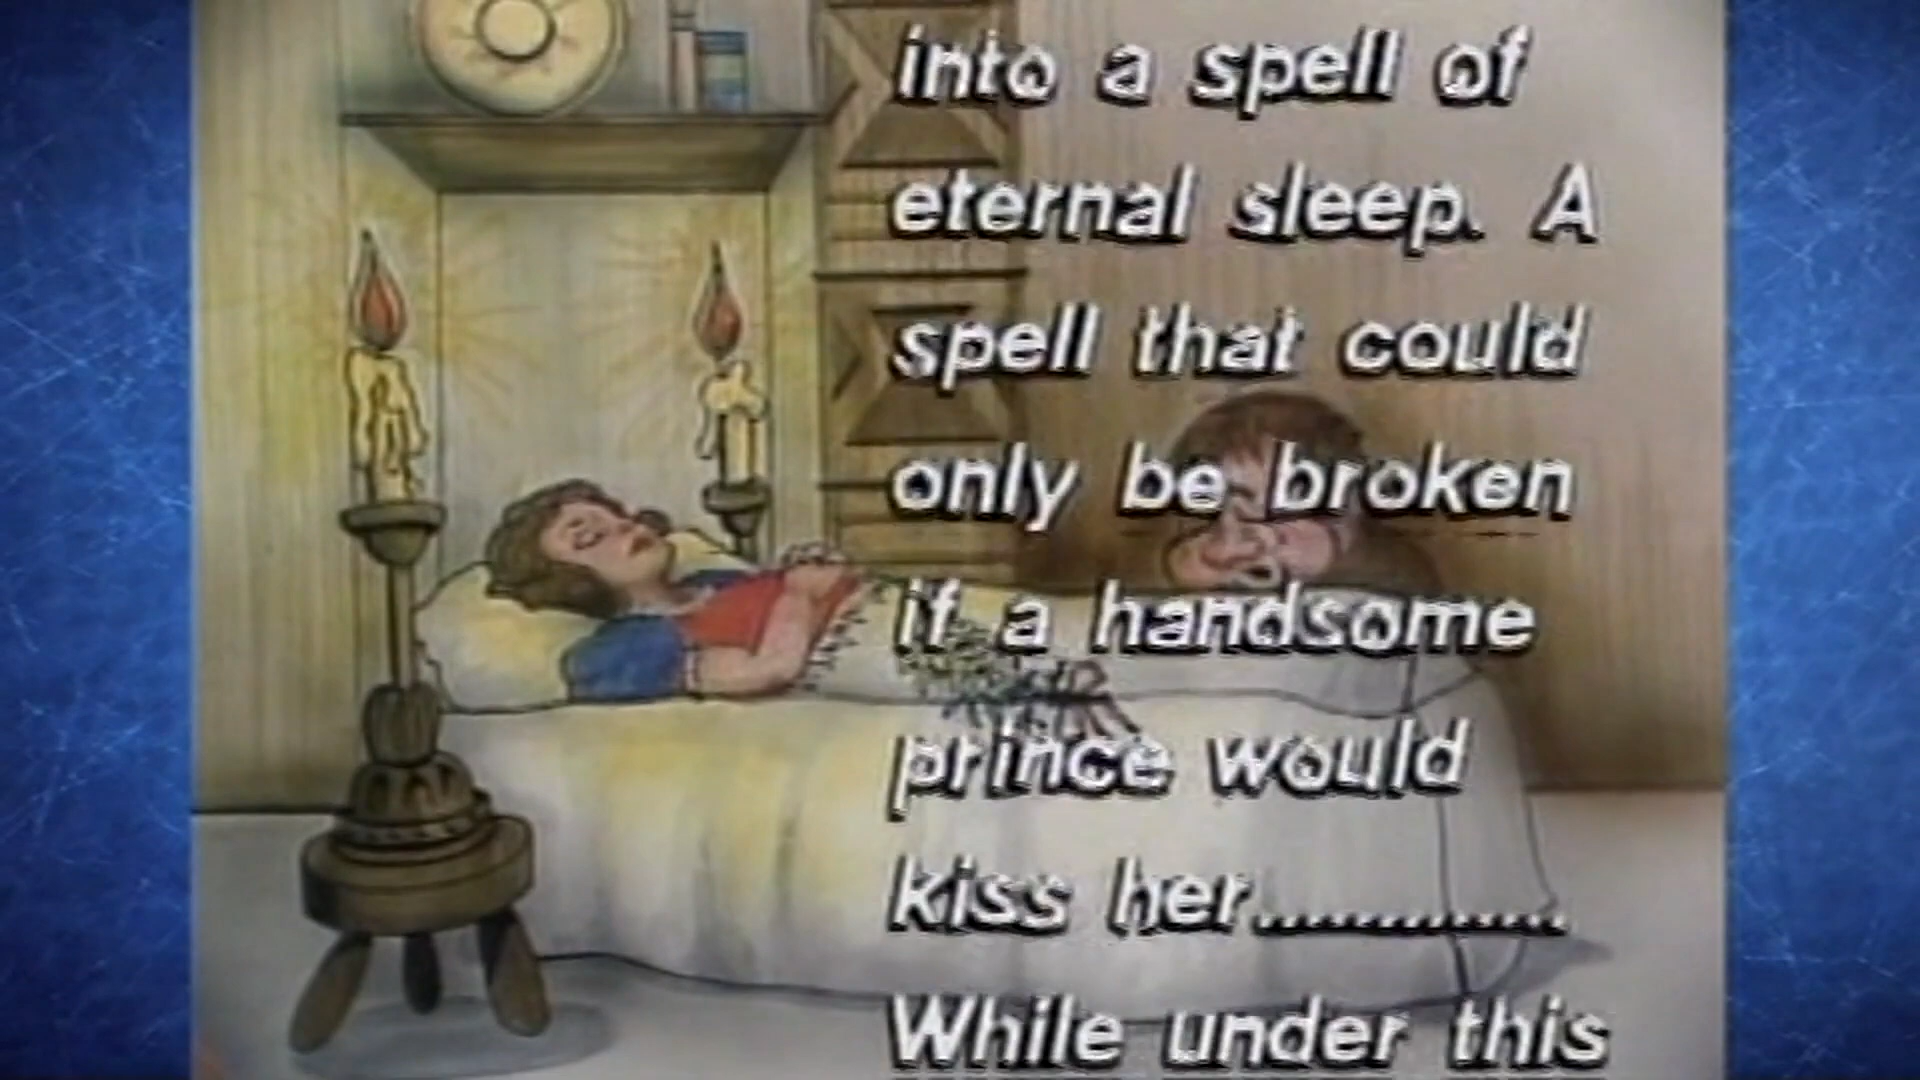 into a spell of
eternal sleep. A
spell that could
only be broken
if a handsome
prince would
kiss her..............
While under this